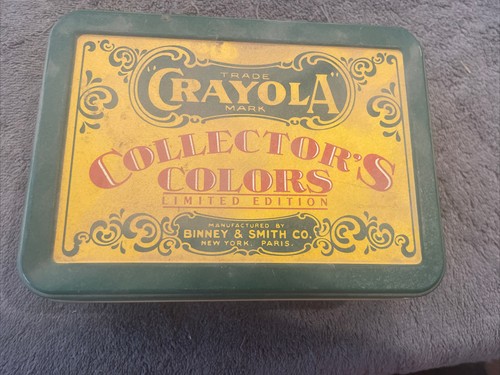 TRADE
"CRAYOLA"
MARK
COLLECTOR'S
COLORS
LIMITED EDITION
MANUFACTURED BY
BINNEY & SMITH CO.
NEW YORK. PARIS.